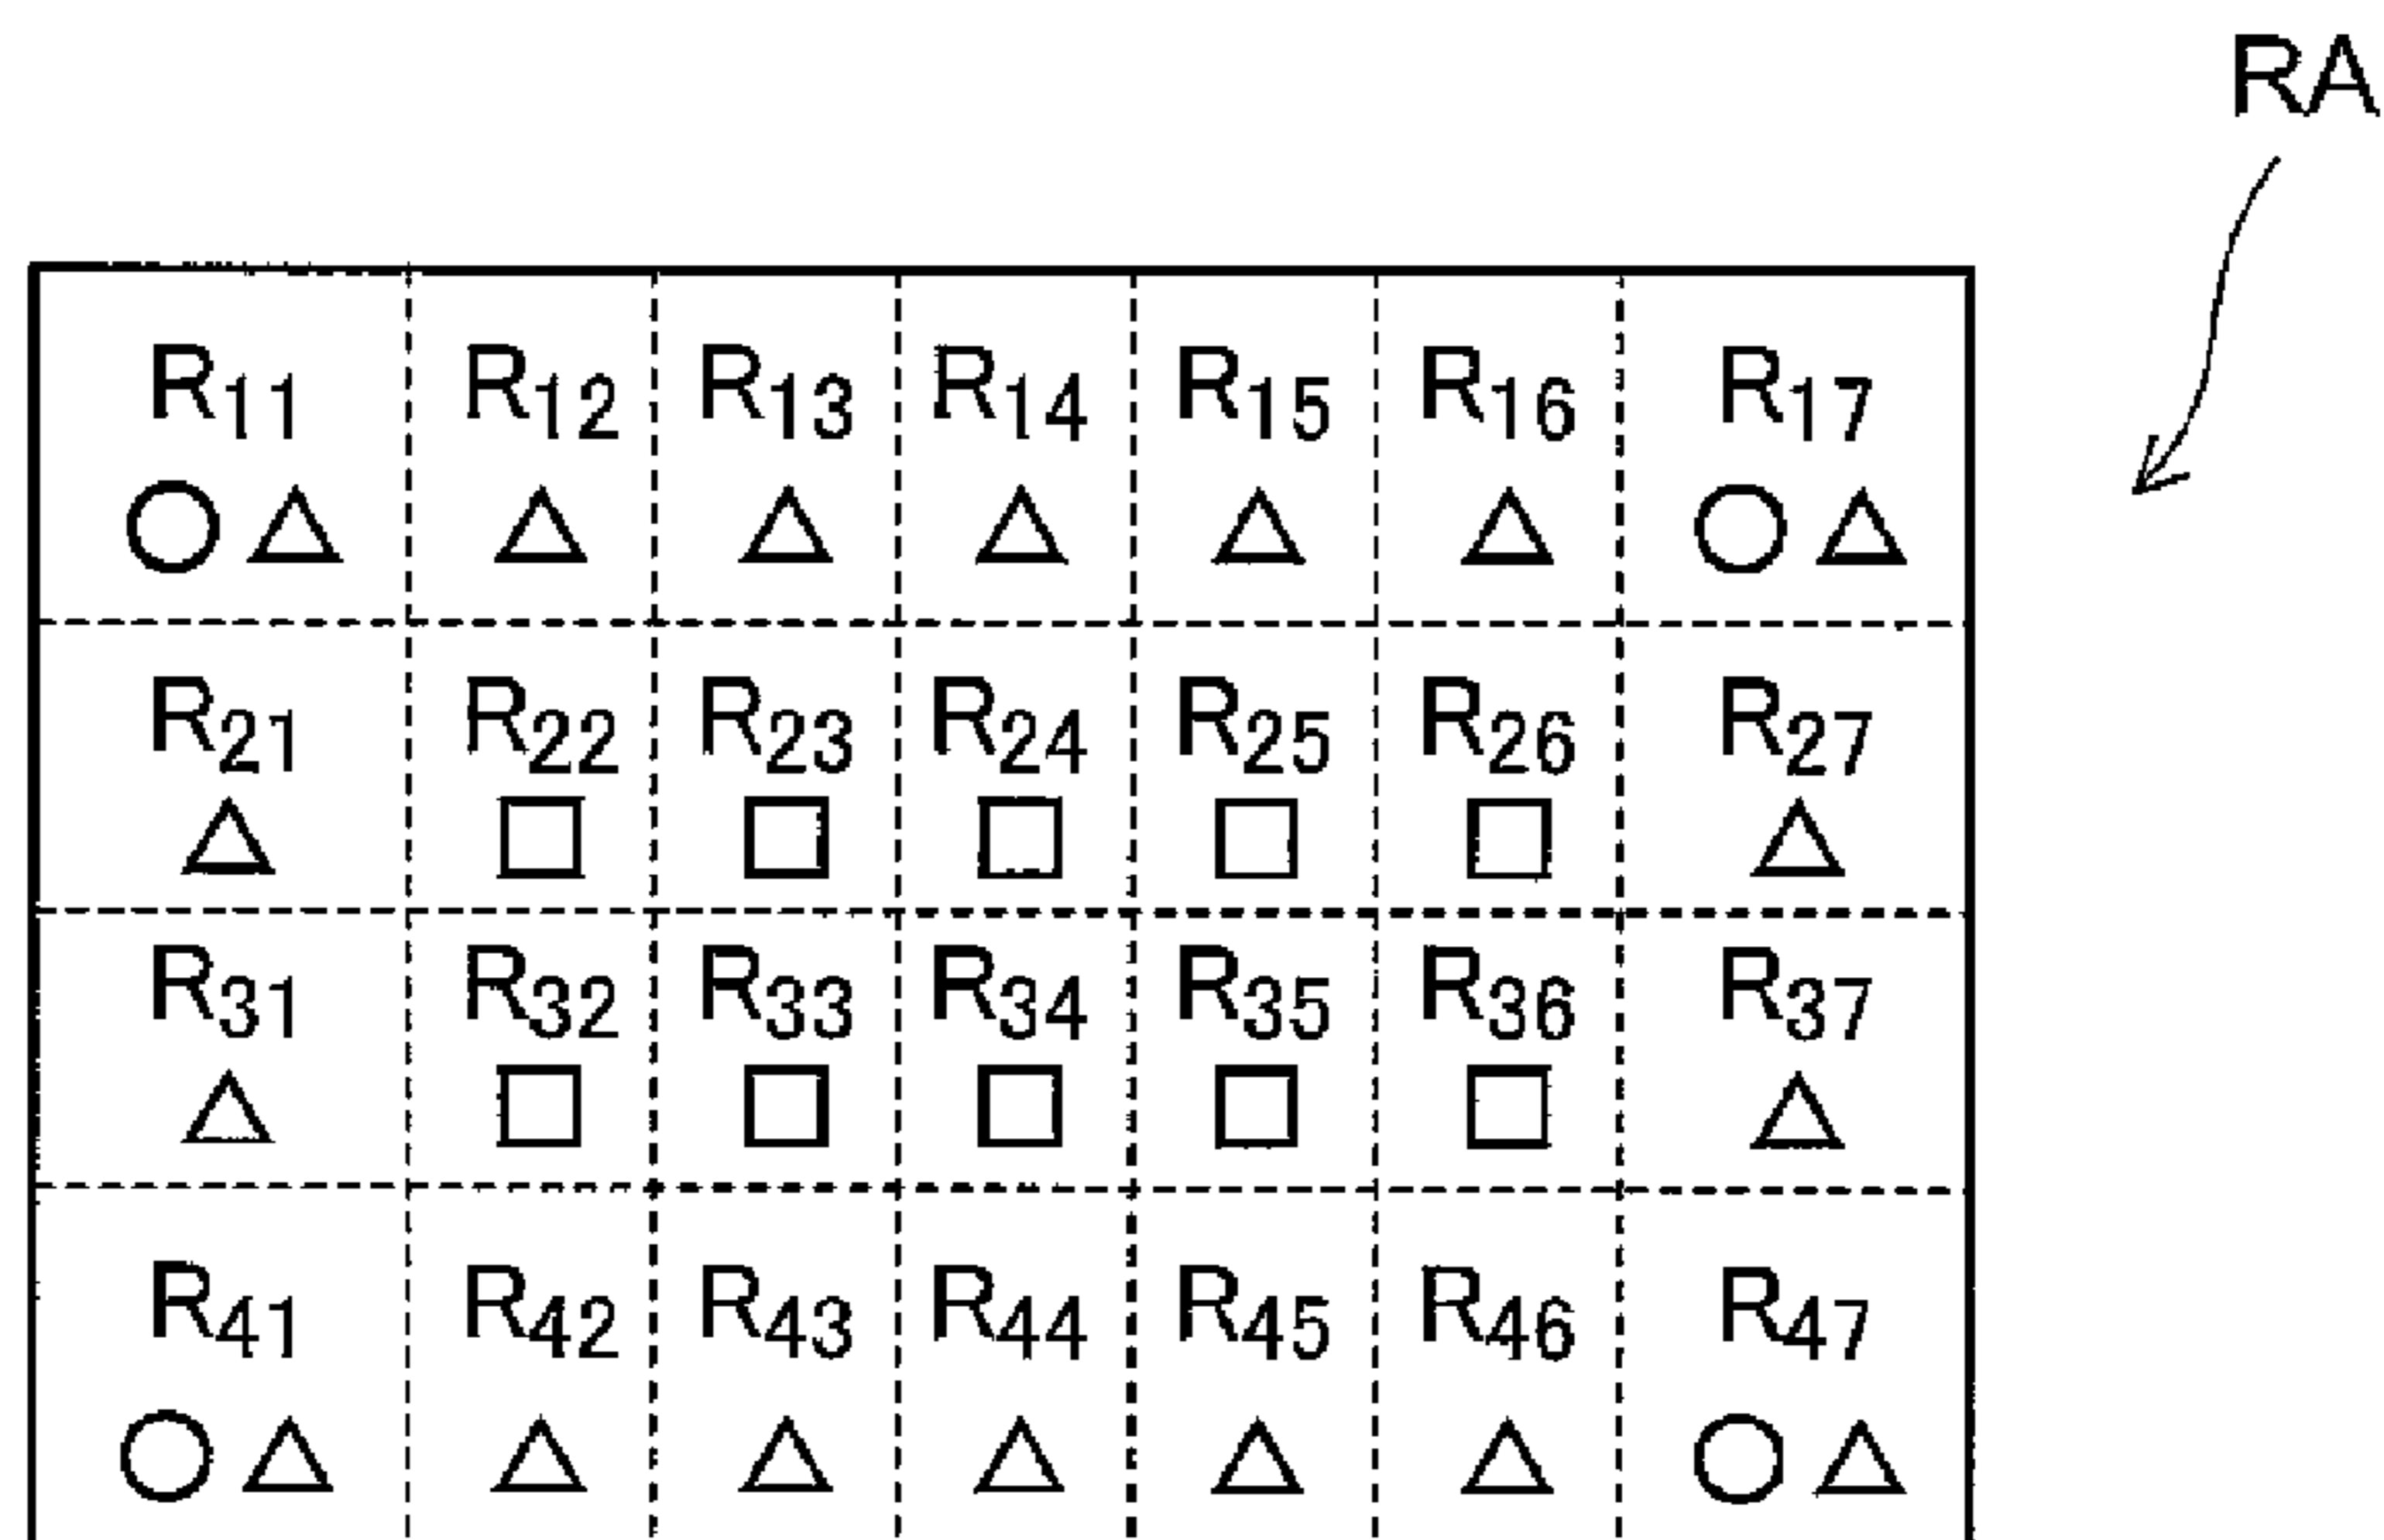 RA
R11 R12 R13 R14 R15 R16 R17
R21 R22 R23 R24 R25 R26 R27
R31 R32 R33 R34 R35 R36 R37
R41 R42 R43 R44 R45 R46 R47